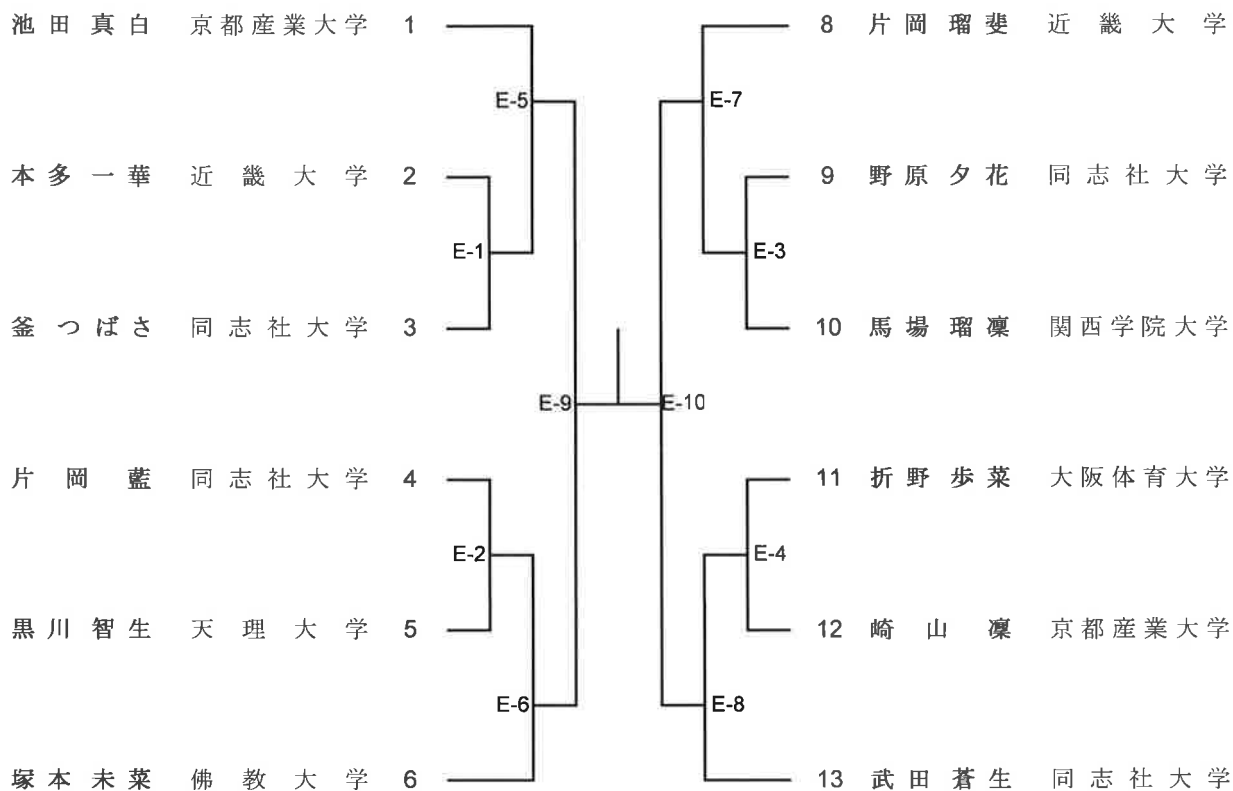 池田真白 京都産業大学 1
E-5
本多一華 近畿大学 2
E-1
釜つばさ 同志社大学 3
E-9
片岡藍 同志社大学 4
E-2
黒川智生 天理大学 5
E-6
塚本未菜 佛教大学 6
8 片岡瑠斐 近畿大学
E-7
9 野原夕花 同志社大学
E-3
10 馬場瑠凜 関西学院大学
E-10
11 折野歩菜 大阪体育大学
E-4
12 崎山凜 京都産業大学
E-8
13 武田蒼生 同志社大学